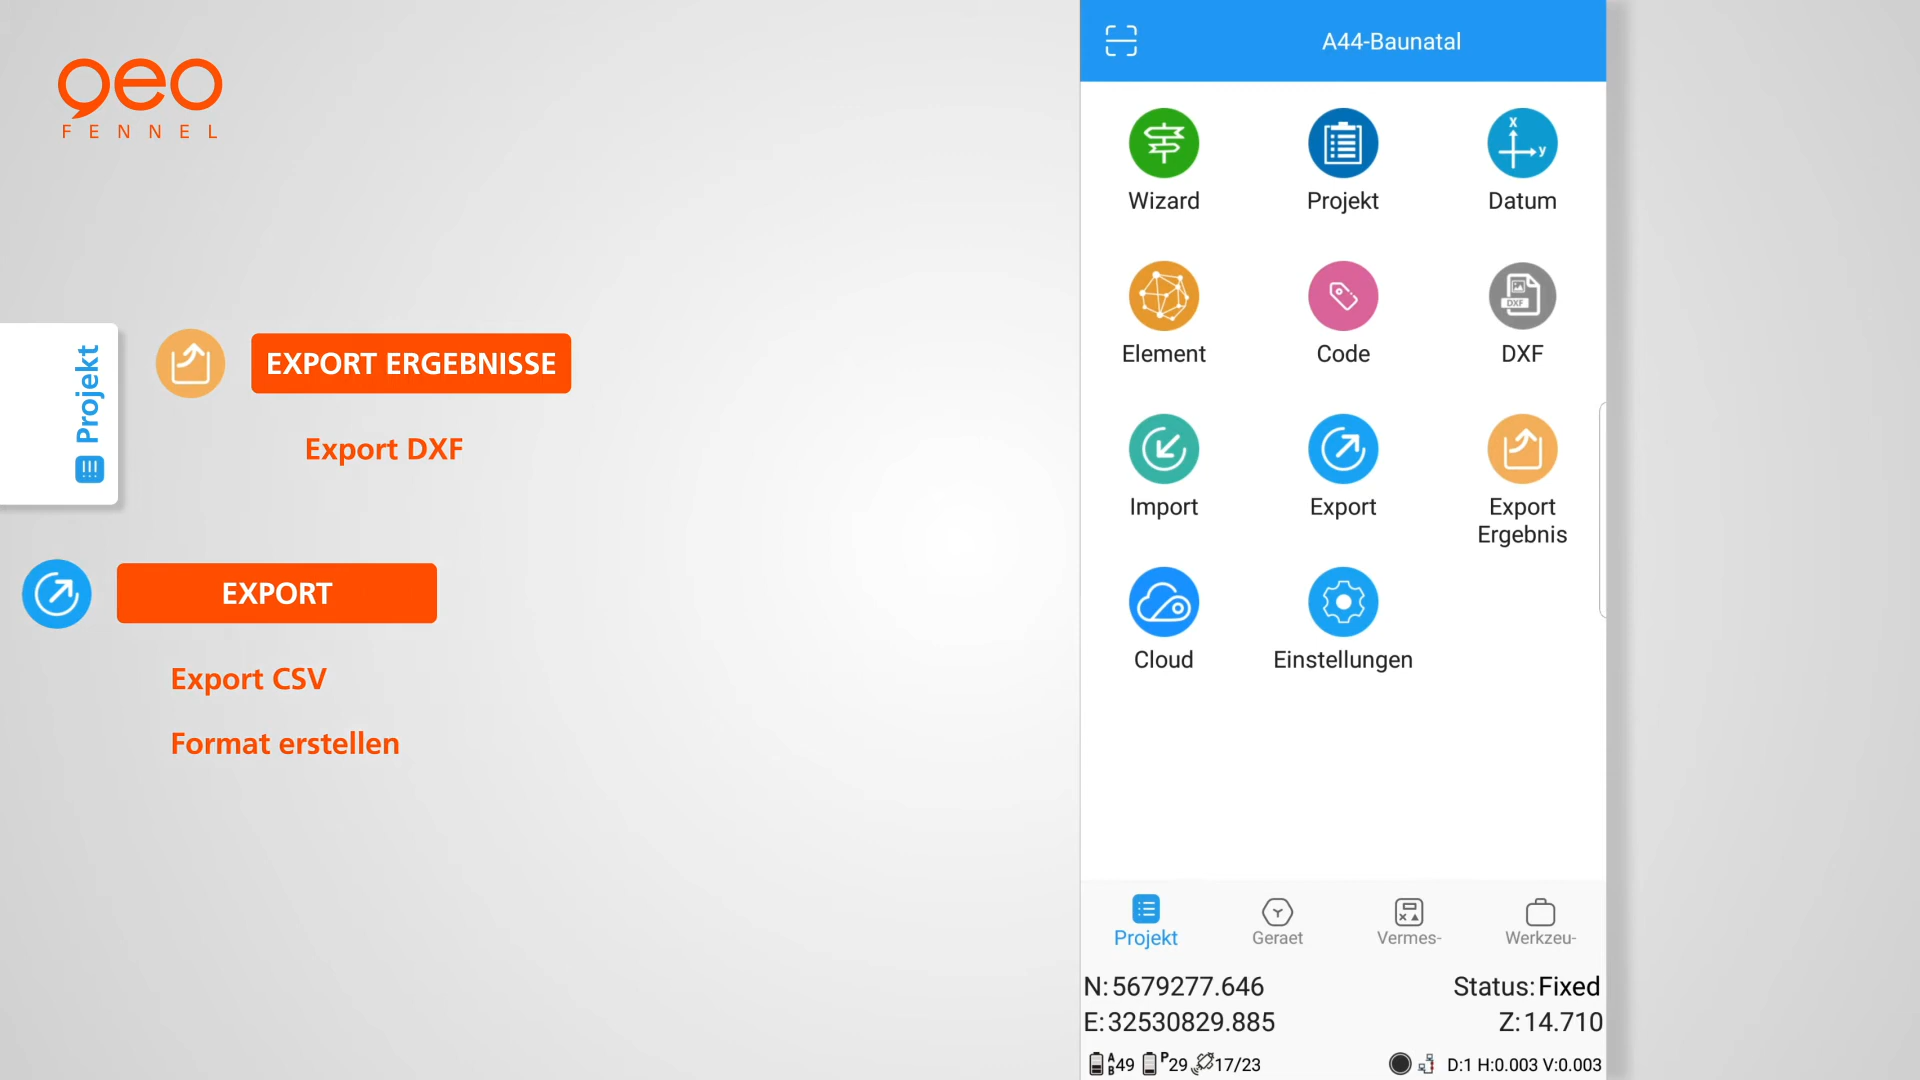 geo
FENNEL
Projekt
EXPORT ERGEBNISSE
Export DXF
EXPORT
Export CSV
Format erstellen
A44-Baunatal
Wizard
Projekt
Datum
X
y
Element
Code
DXF
DXF
Import
Export
Export
Ergebnis
Cloud
Einstellungen
Projekt
Geraet
Vermes-
Werkzeu-
N:5679277.646
Status:Fixed
E:32530829.885
Z:14.710
A
B
49
P
29
17/23
D:1 H:0.003 V:0.003